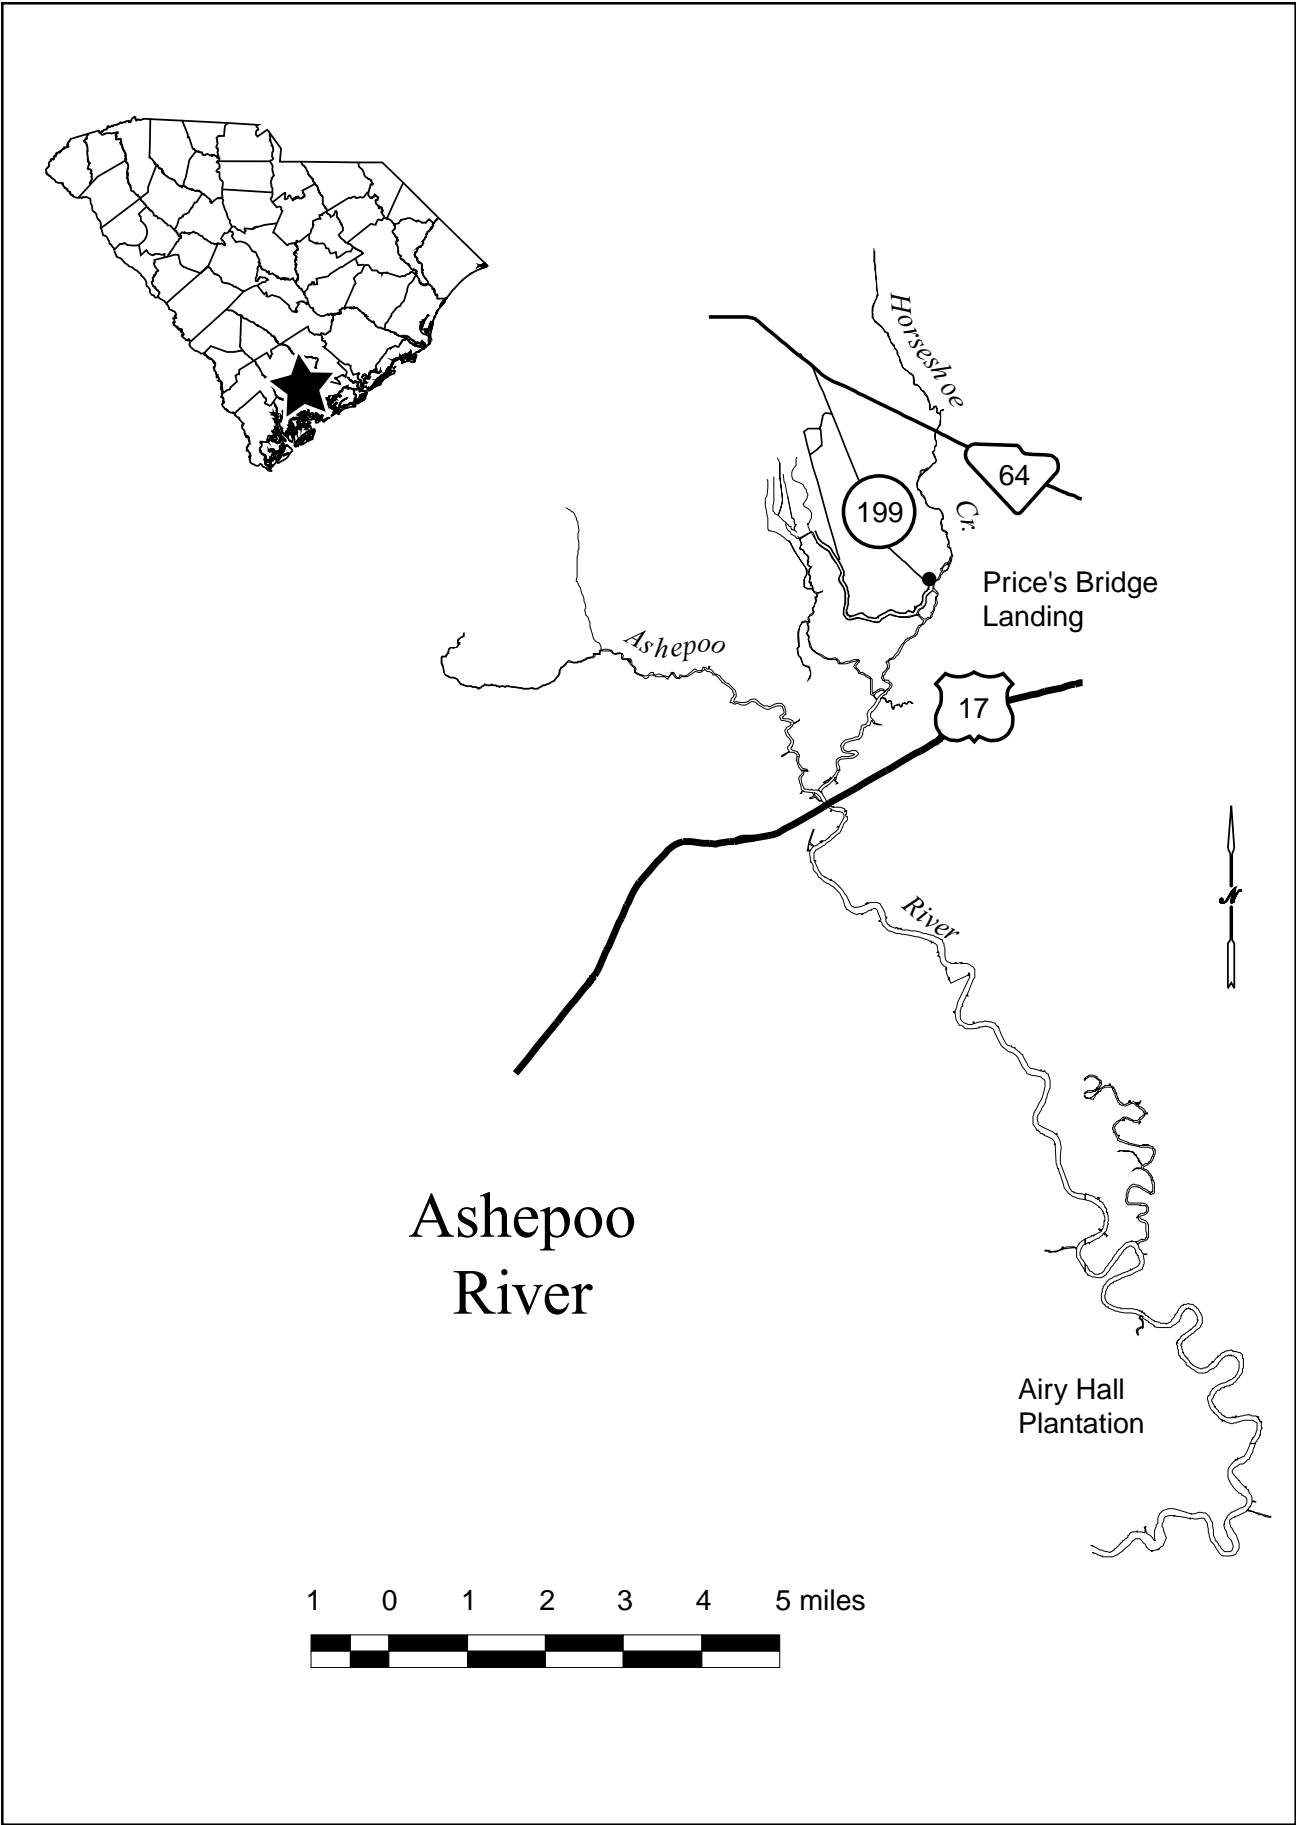 Horseshoe
Cr.
64
199
Price's Bridge
Landing
Ashepoo
17
River
N
Ashepoo
River
Airy Hall
Plantation
1 0 1 2 3 4 5 miles